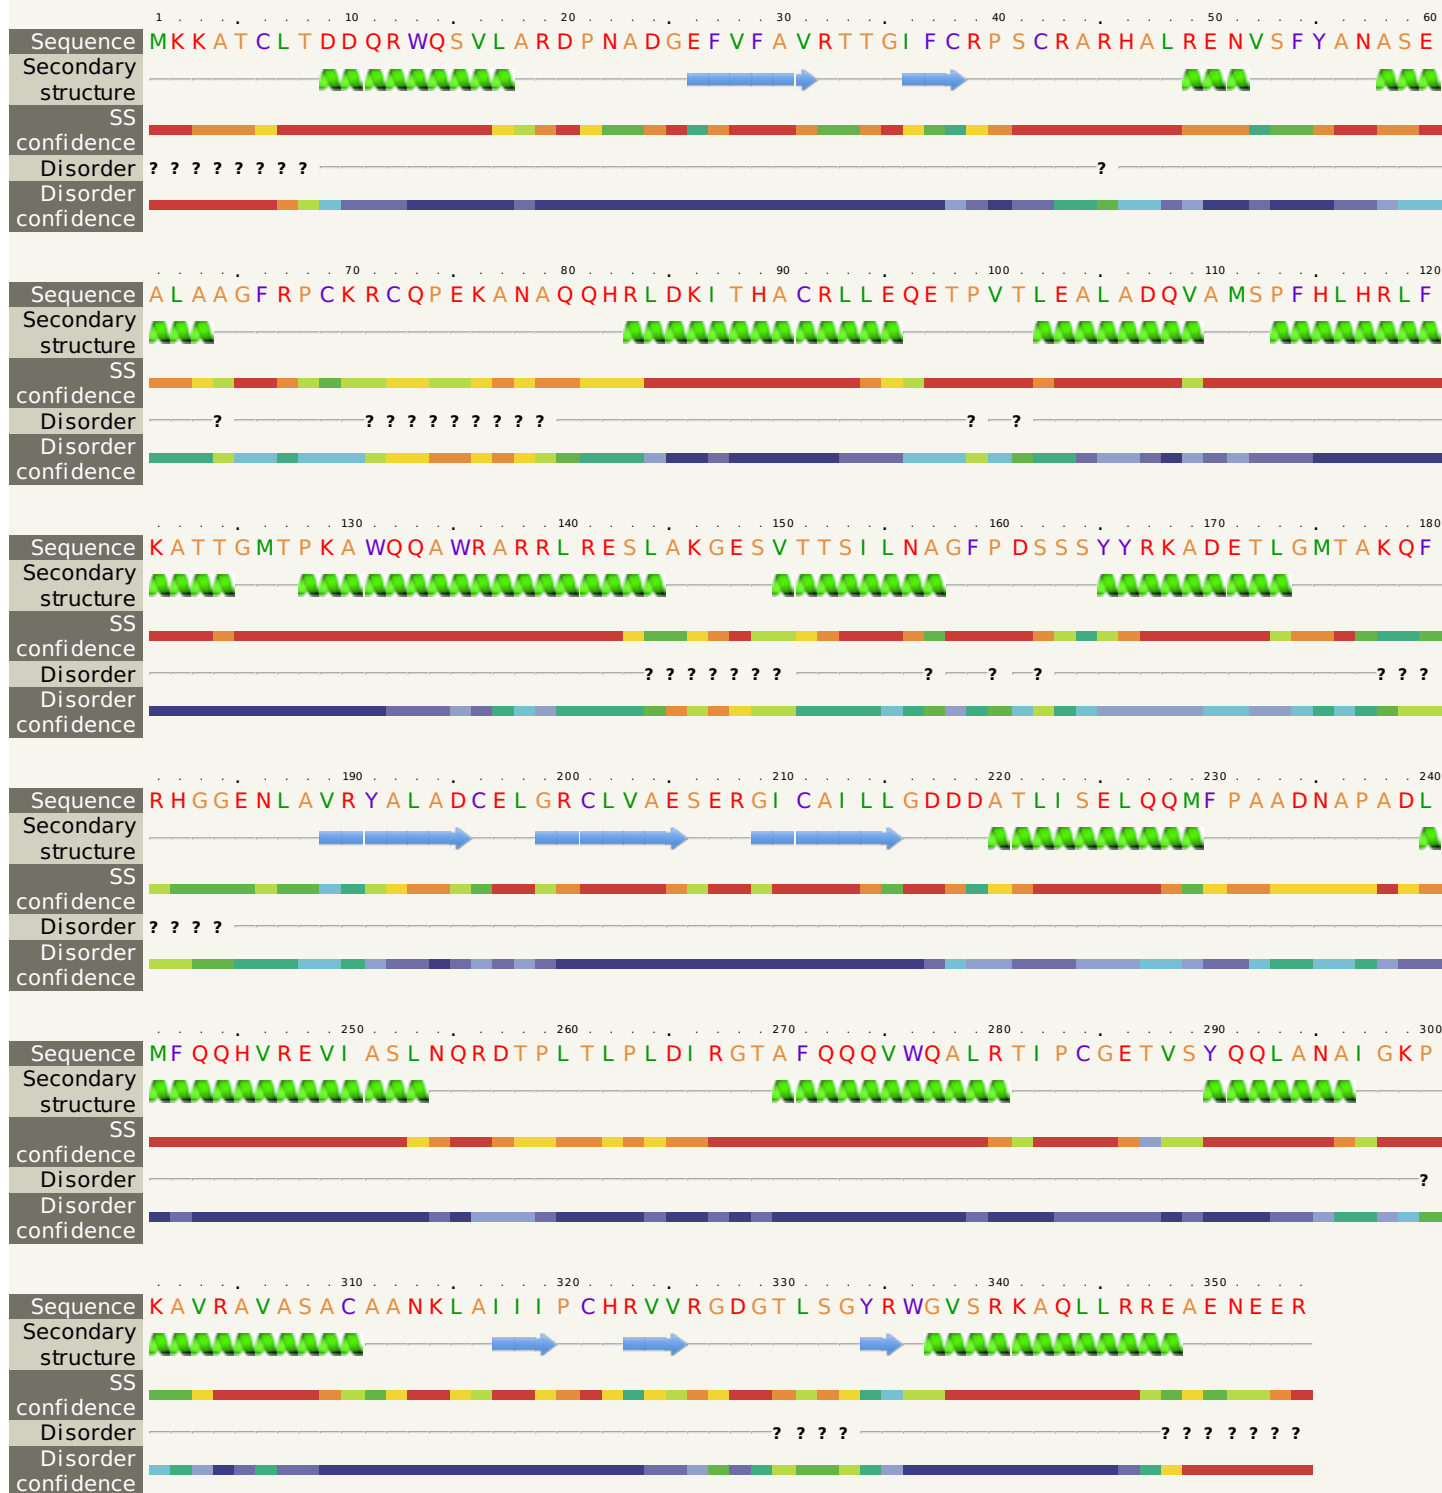 1 10 20 30 40 50 60
Sequence MKKATCLTDDQRWQSVLARDPNADGEFVFAVRTTGIFCRPSCRARHALRENVSFYANASE
Secondary
structure
SS
confidence
Disorder ? ? ? ? ? ? ? ? ?
Disorder
confidence
70 80 90 100 110 120
Sequence ALAAGFRPCKRCQPEKANAQQHRLDKITHACRLLEQETPVTLEALADQVAMSPFHLHRLF
Secondary
structure
SS
confidence
Disorder ? ? ? ? ? ? ? ? ? ? ? ?
Disorder
confidence
130 140 150 160 170 180
Sequence KATTGMTPKAWQQAWRARRLRESLAKGESVTTSILNAGFPDSSSYYRKADETLGMTAKQF
Secondary
structure
SS
confidence
Disorder ? ? ? ? ? ? ? ? ? ? ? ? ?
Disorder
confidence
190 200 210 220 230 240
Sequence RHGGENLAVRYALADCELGRCLVAESERGICAILLGDDDATLISELQQMFPAADNAPADL
Secondary
structure
SS
confidence
Disorder ? ? ? ?
Disorder
confidence
250 260 270 280 290 300
Sequence MFQQHVREVIASLNQRDTPLTLPLDIRGTAFQQQVWQALRTIPCGETVSYQQLANAIGKP
Secondary
structure
SS
confidence
Disorder ?
Disorder
confidence
310 320 330 340 350
Sequence KAVRAVASACAANKLAIIIPCHRVVRGDGTLSGYRWGVSRKAQLLRREAENEER
Secondary
structure
SS
confidence
Disorder ? ? ? ? ? ? ? ? ? ? ?
Disorder
confidence